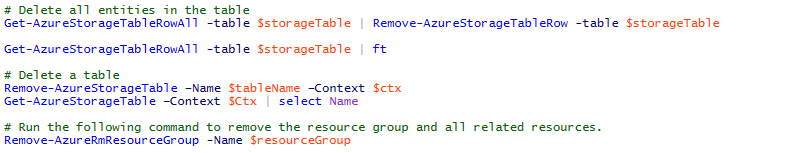 # Delete all entities in the table
Get-AzureStorageTableRowAll -table $storageTable | Remove-AzureStorageTableRow -table $storageTable
Get-AzureStorageTableRowAll -table $storageTable | ft
# Delete a table
Remove-AzureStorageTable –Name $tableName –Context $ctx
Get-AzureStorageTable –Context $Ctx | select Name
# Run the following command to remove the resource group and all related resources.
Remove-AzureRmResourceGroup -Name $resourceGroup